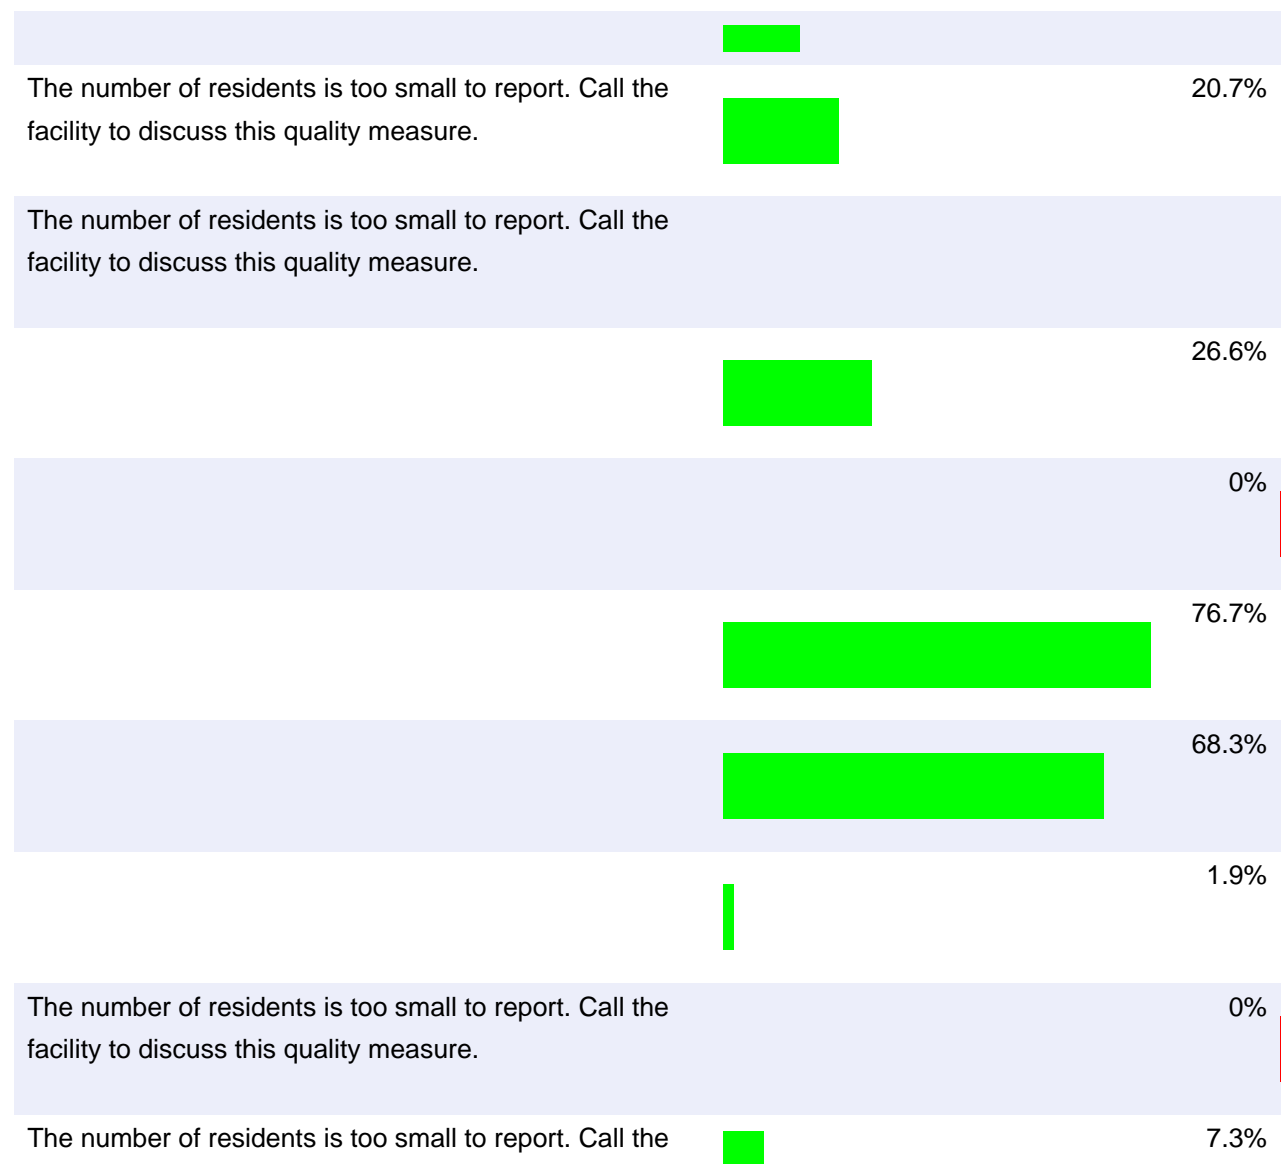 The number of residents is too small to report. Call the 20.7%
facility to discuss this quality measure.
The number of residents is too small to report. Call the
facility to discuss this quality measure.
26.6%
0%
76.7%
68.3%
1.9%
The number of residents is too small to report. Call the 0%
facility to discuss this quality measure.
The number of residents is too small to report. Call the 7.3%